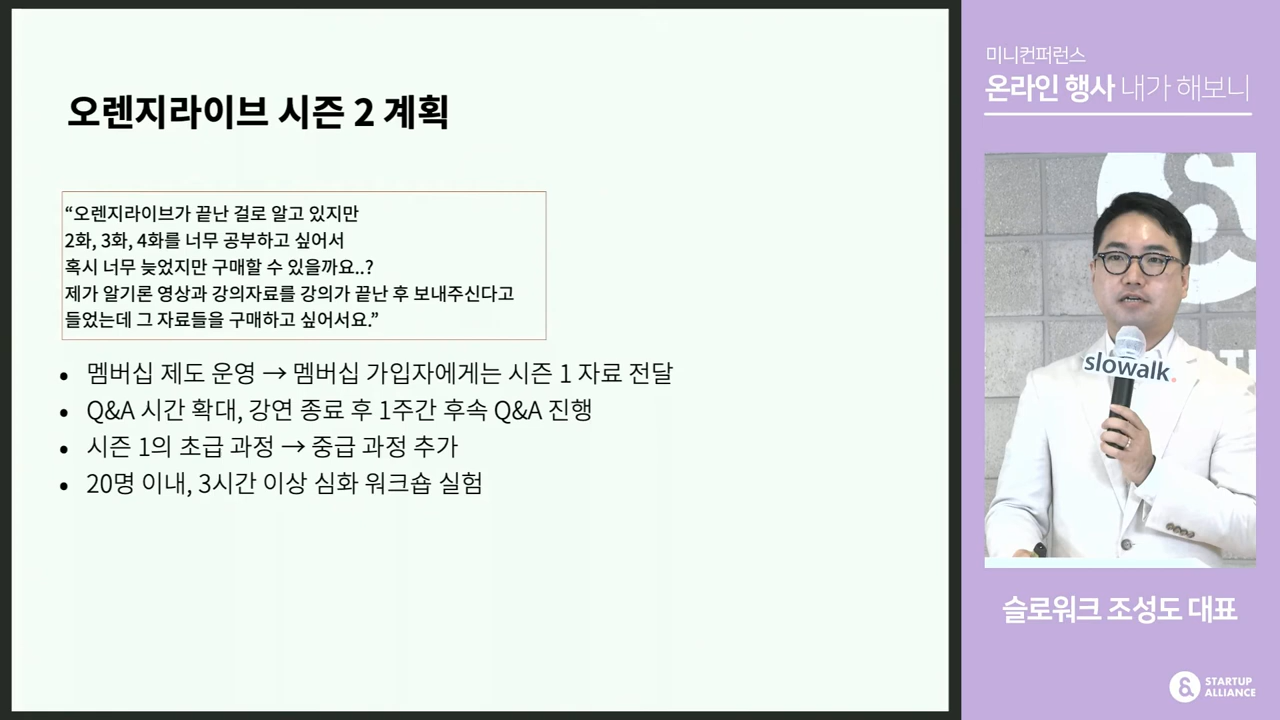 오렌지라이브 시즌 2 계획
“오렌지라이브가 끝난 걸로 알고 있지만
2화, 3화, 4화를 너무 공부하고 싶어서
혹시 너무 늦었지만 구매할 수 있을까요..?
제가 알기론 영상과 강의자료를 강의가 끝난 후 보내주신다고
들었는데 그 자료들을 구매하고 싶어서요.”
• 멤버십 제도 운영 → 멤버십 가입자에게는 시즌 1 자료 전달
• Q&A 시간 확대, 강연 종료 후 1주간 후속 Q&A 진행
• 시즌 1의 초급 과정 → 중급 과정 추가
• 20명 이내, 3시간 이상 심화 워크숍 실험
미니컨퍼런스
온라인 행사 내가 해보니
slowalk.
슬로워크 조성도 대표
STARTUP
ALLIANCE